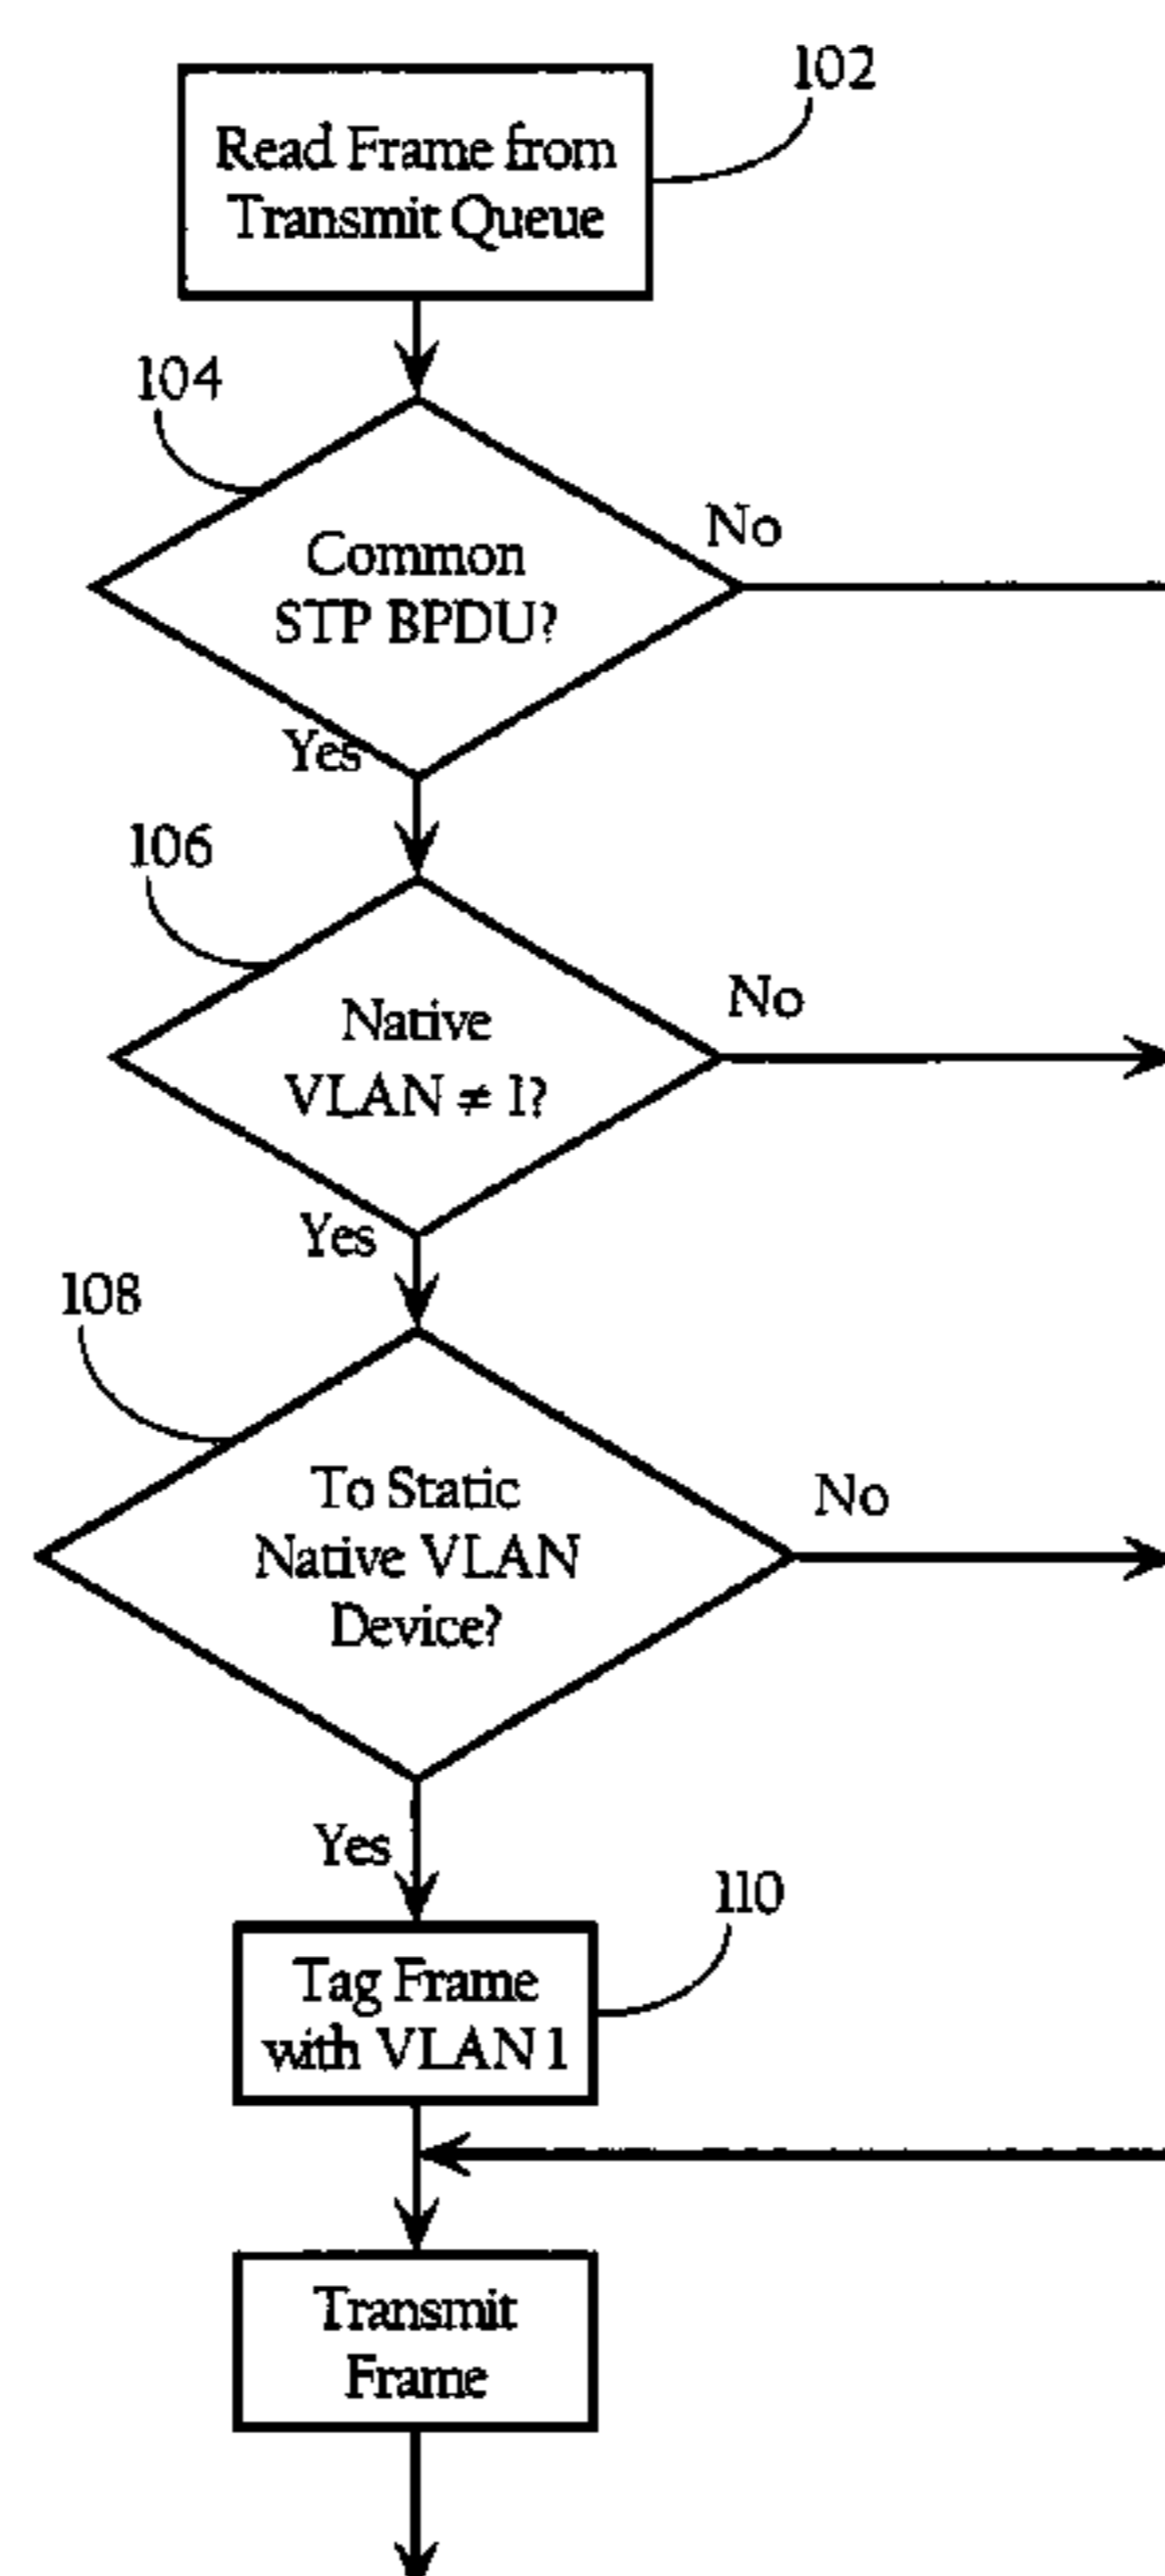 102
Read Frame from
Transmit Queue
104
Common
STP BPDU?
No
Yes
106
Native
VLAN ≠ 1?
No
Yes
108
To Static
Native VLAN
Device?
No
Yes
110
Tag Frame
with VLAN 1
Transmit
Frame